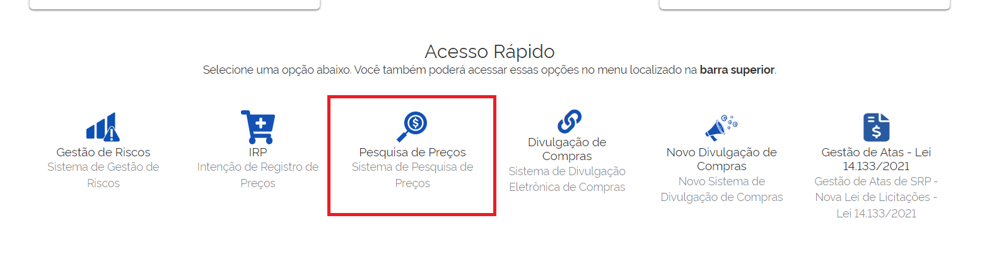 Acesso Rápido
Selecione uma opção abaixo. Você também poderá acessar essas opções no menu localizado na barra superior.
Gestão de Riscos
Sistema de Gestão de
Riscos
IRP
Intenção de Registro de
Preços
Pesquisa de Preços
Sistema de Pesquisa de
Preços
Divulgação de
Compras
Sistema de Divulgação
Eletrônica de Compras
Novo Divulgação de
Compras
Novo Sistema de
Divulgação de Compras
Gestão de Atas - Lei
14.133/2021
Gestão de Atas de SRP -
Nova Lei de Licitações -
Lei 14.133/2021